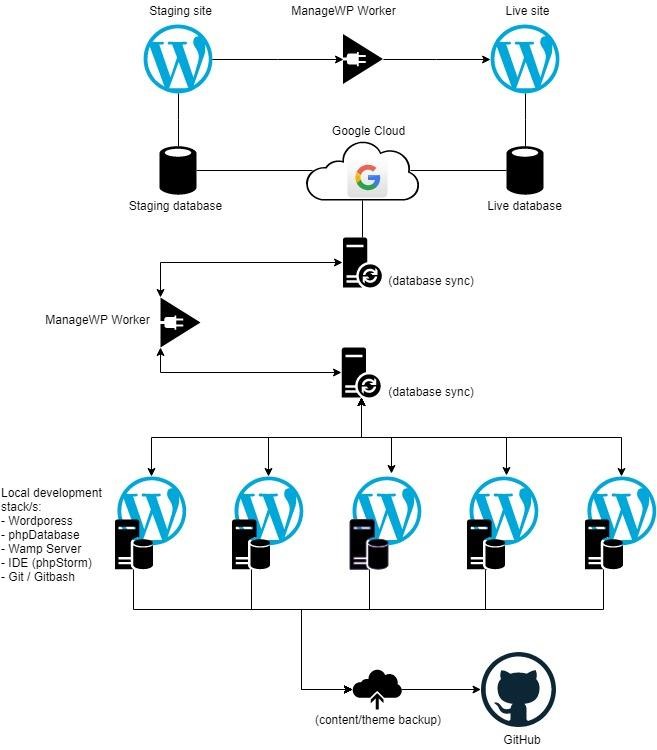 Staging site
ManageWP Worker
Live site
Google Cloud
G
Staging database
Live database
(database sync)
ManageWP Worker
(database sync)
Local development
stack/s:
- Wordporess
- phpDatabase
- Wamp Server
- IDE (phpStorm)
- Git / Gitbash
(content/theme backup)
GitHub